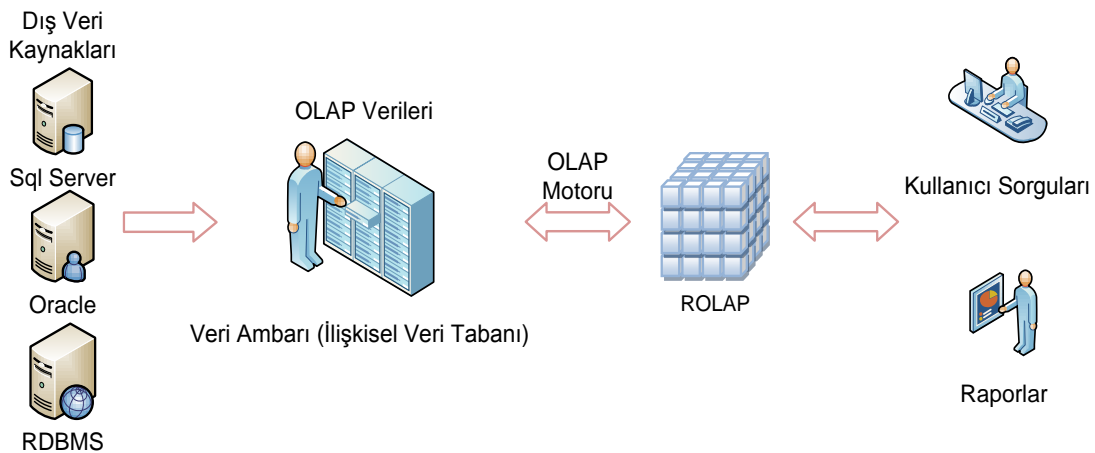 Dış Veri
Kaynakları
Sql Server
Oracle
RDBMS
OLAP Verileri
Veri Ambarı (İlişkisel Veri Tabanı)
OLAP
Motoru
ROLAP
Kullanıcı Sorguları
Raporlar